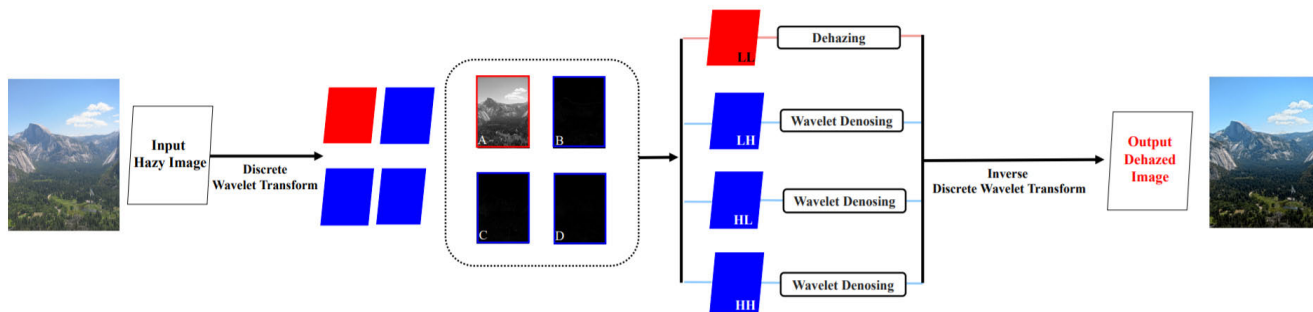 Input
Hazy Image
Discrete
Wavelet Transform
A
B
C
D
LL
Dehazing
LH
Wavelet Denosing
HL
Wavelet Denosing
HH
Wavelet Denosing
Inverse
Discrete Wavelet Transform
Output
Dehazed
Image